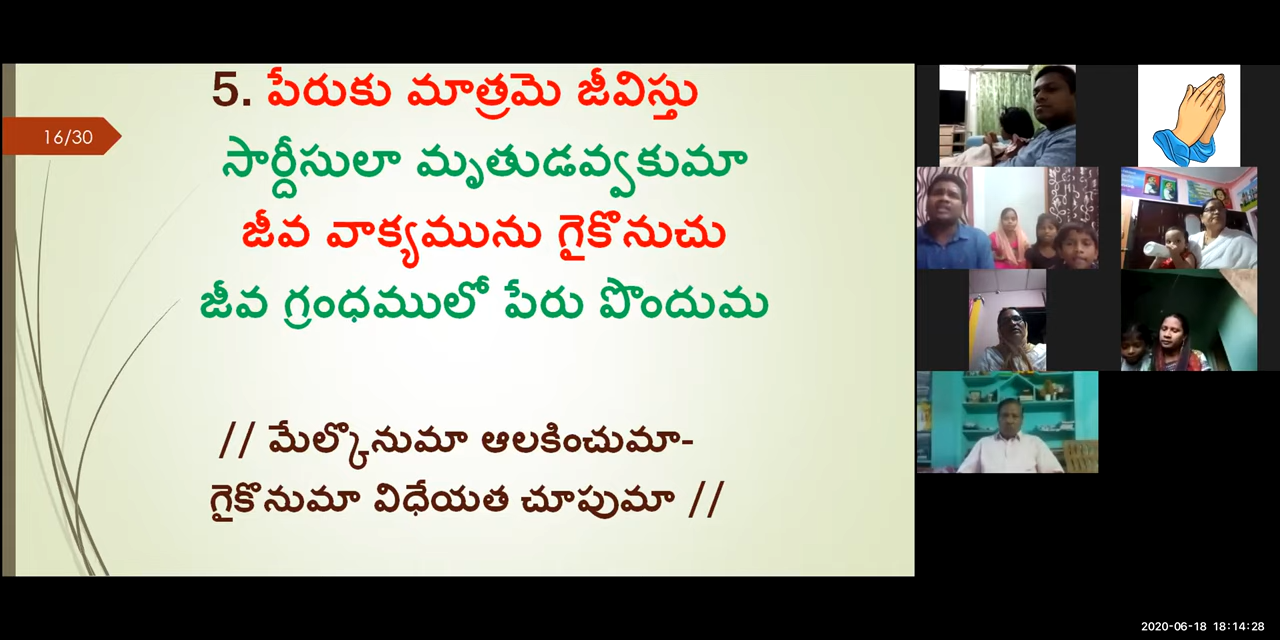 5. పేరుకు మాత్రమె జీవిస్తు
16/30
సార్దీసులా మృతుడవ్వకుమా
జీవ వాక్యమును గైకొనుచు
జీవ గ్రంధములో పేరు పొందుమ
// మేల్కొనుమా ఆలకించుమా-
గైకొనుమా విధేయత చూపుమా //
2020-06-18 18:14:28